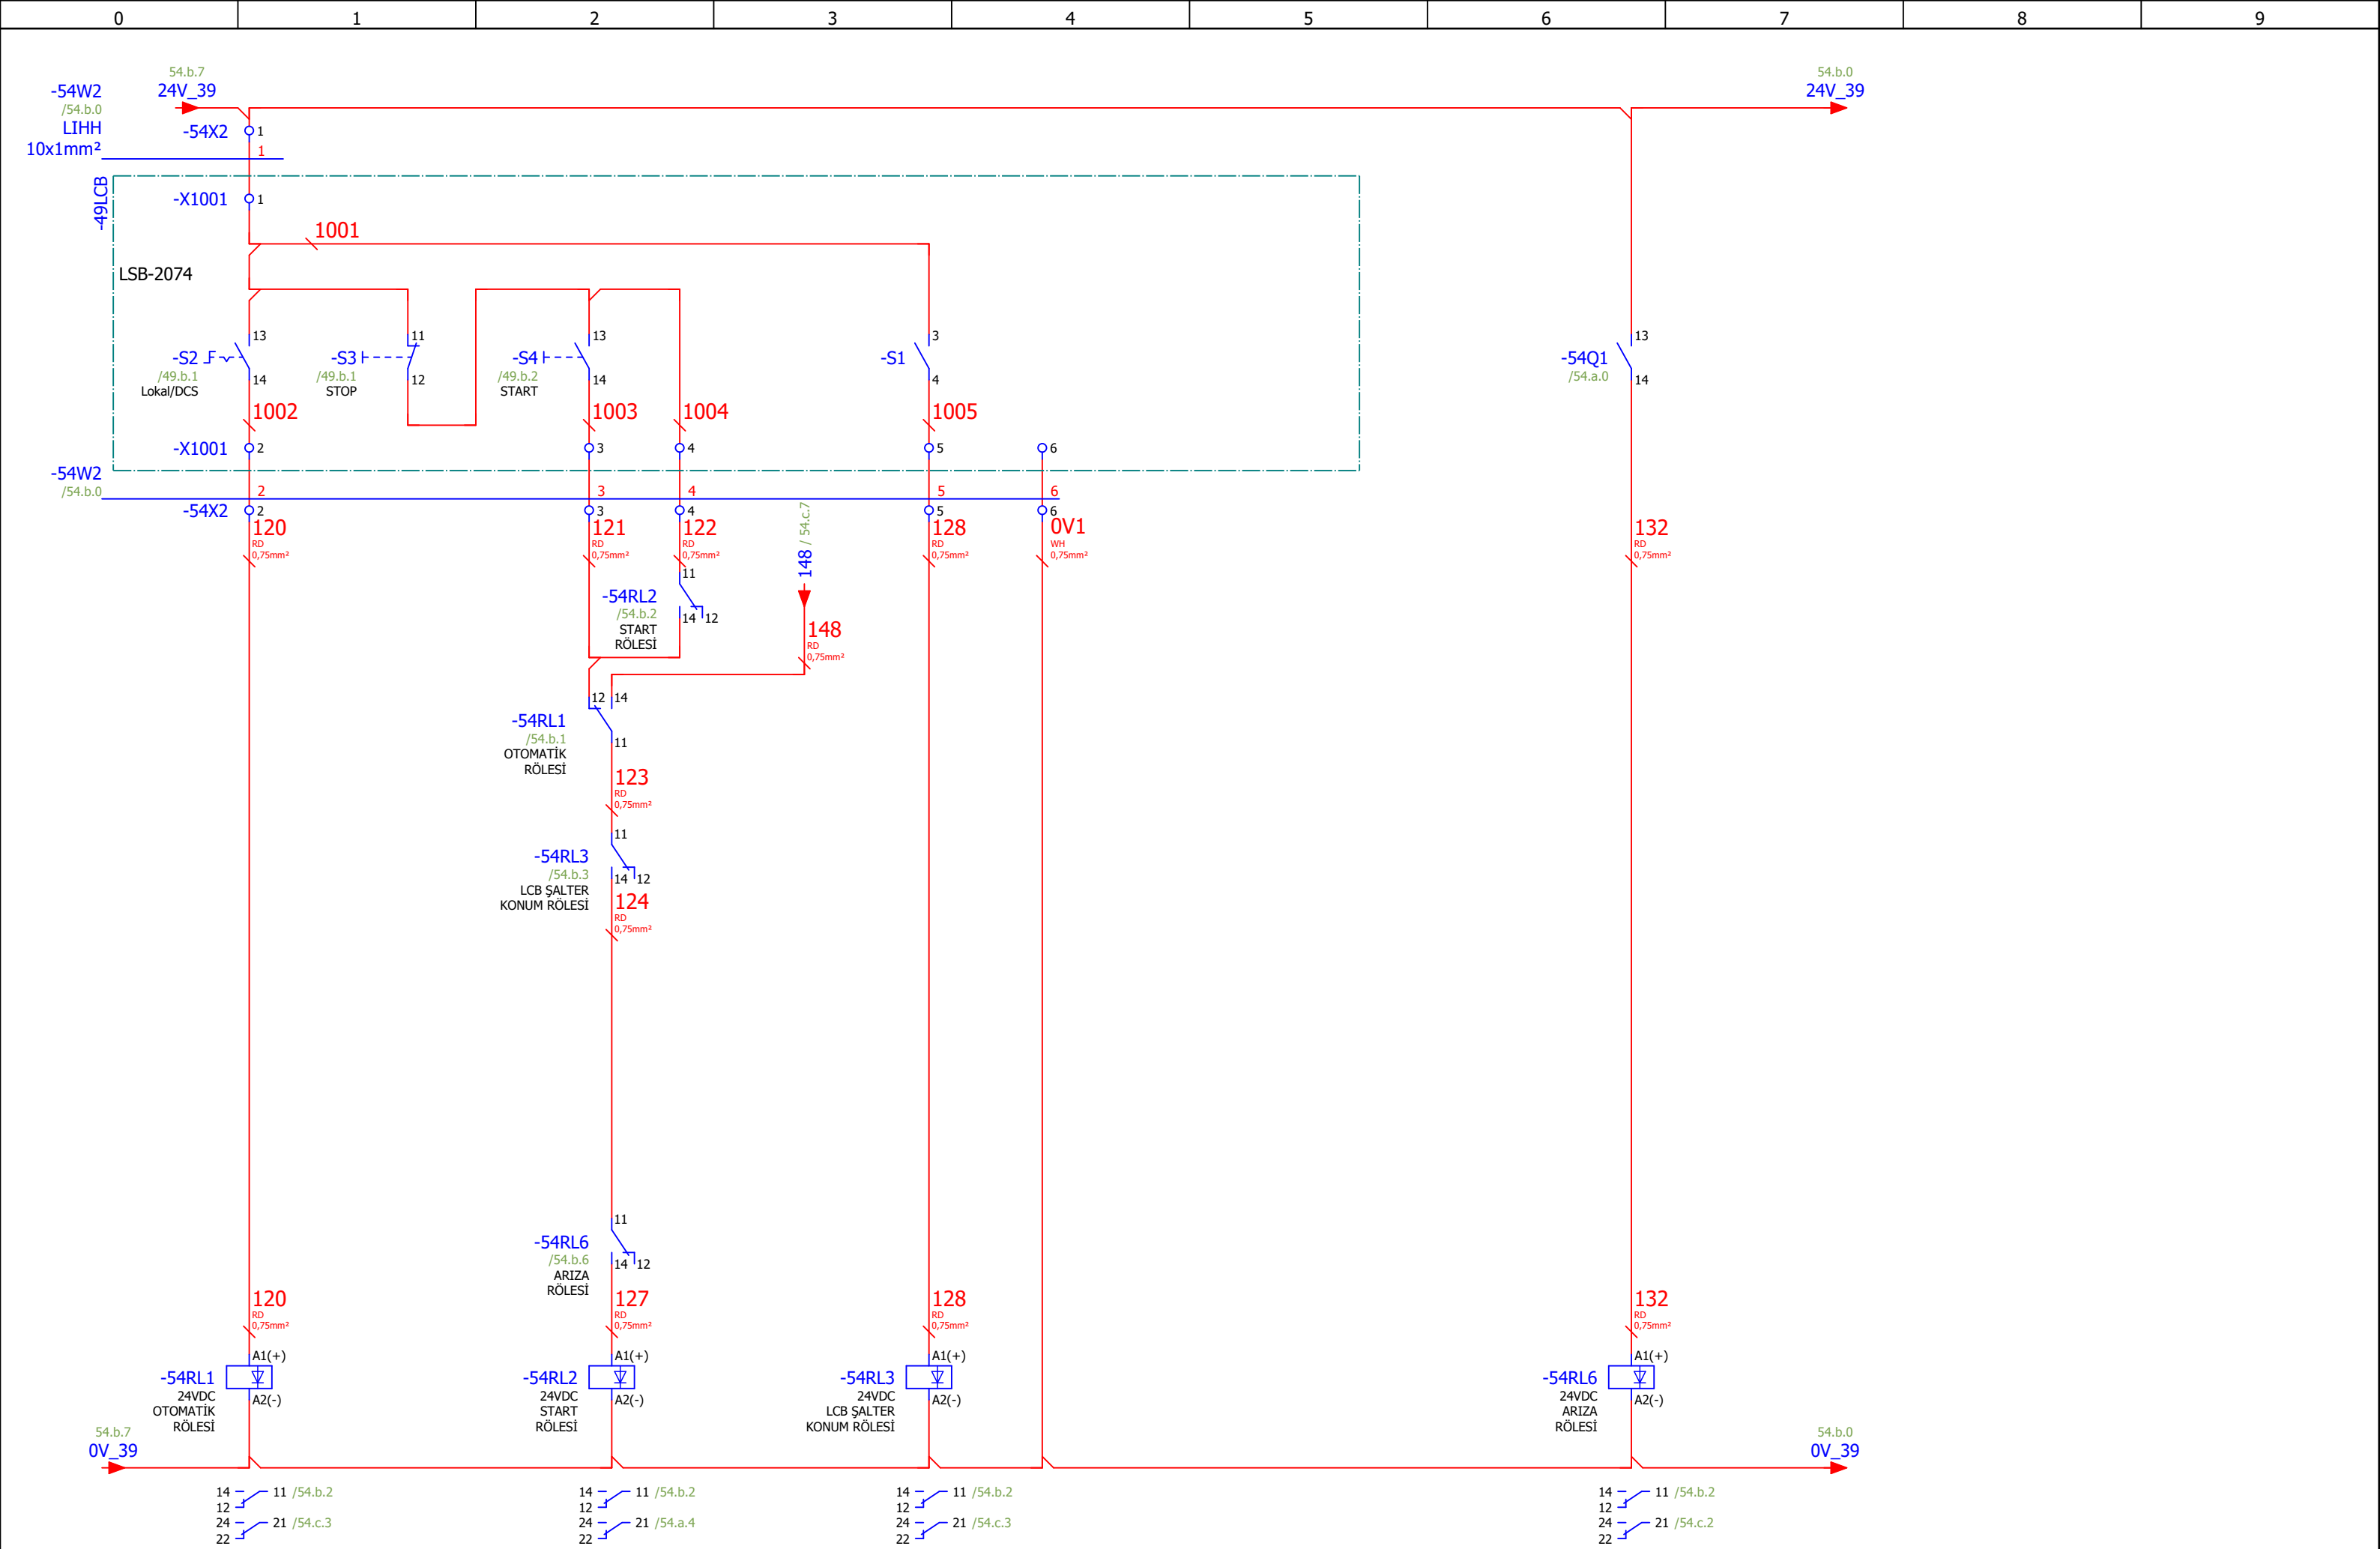 0 1 2 3 4 5 6 7 8 9
54.b.7
24V_39
54.b.0
24V_39
-54W2
/54.b.0
LIHH
10x1mm²
-54X2 1
1
-49LCB
-X1001 1
1001
LSB-2074
-S2 13
/49.b.1 14
Lokal/DCS
1002
-S3 11
/49.b.1 12
STOP
-S4 13
/49.b.2 14
START
1003
1004
-S1 3
4
1005
-54Q1 13
/54.a.0 14
-X1001 2 3 4 5 6
-54W2
/54.b.0
2 3 4 5 6
-54X2 2 3 4 5 6
120
RD
0,75mm²
121
RD
0,75mm²
122
RD
0,75mm²
148 / 54.c.7
128
RD
0,75mm²
0V1
WH
0,75mm²
132
RD
0,75mm²
11
-54RL2
/54.b.2
14 12
START
RÖLESİ
148
RD
0,75mm²
12 14
-54RL1
/54.b.1
11
OTOMATİK
RÖLESİ
123
RD
0,75mm²
11
-54RL3
/54.b.3
14 12
LCB ŞALTER
KONUM RÖLESİ
124
RD
0,75mm²
11
-54RL6
/54.b.6
14 12
ARIZA
RÖLESİ
120
RD
0,75mm²
127
RD
0,75mm²
128
RD
0,75mm²
132
RD
0,75mm²
A1(+)
-54RL1
24VDC
A2(-)
OTOMATİK
RÖLESİ
A1(+)
-54RL2
24VDC
A2(-)
START
RÖLESİ
A1(+)
-54RL3
24VDC
A2(-)
LCB ŞALTER
KONUM RÖLESİ
A1(+)
-54RL6
24VDC
A2(-)
ARIZA
RÖLESİ
54.b.7
0V_39
54.b.0
0V_39
14 11 /54.b.2
12
24 21 /54.c.3
22
14 11 /54.b.2
12
24 21 /54.a.4
22
14 11 /54.b.2
12
24 21 /54.c.3
22
14 11 /54.b.2
12
24 21 /54.c.2
22